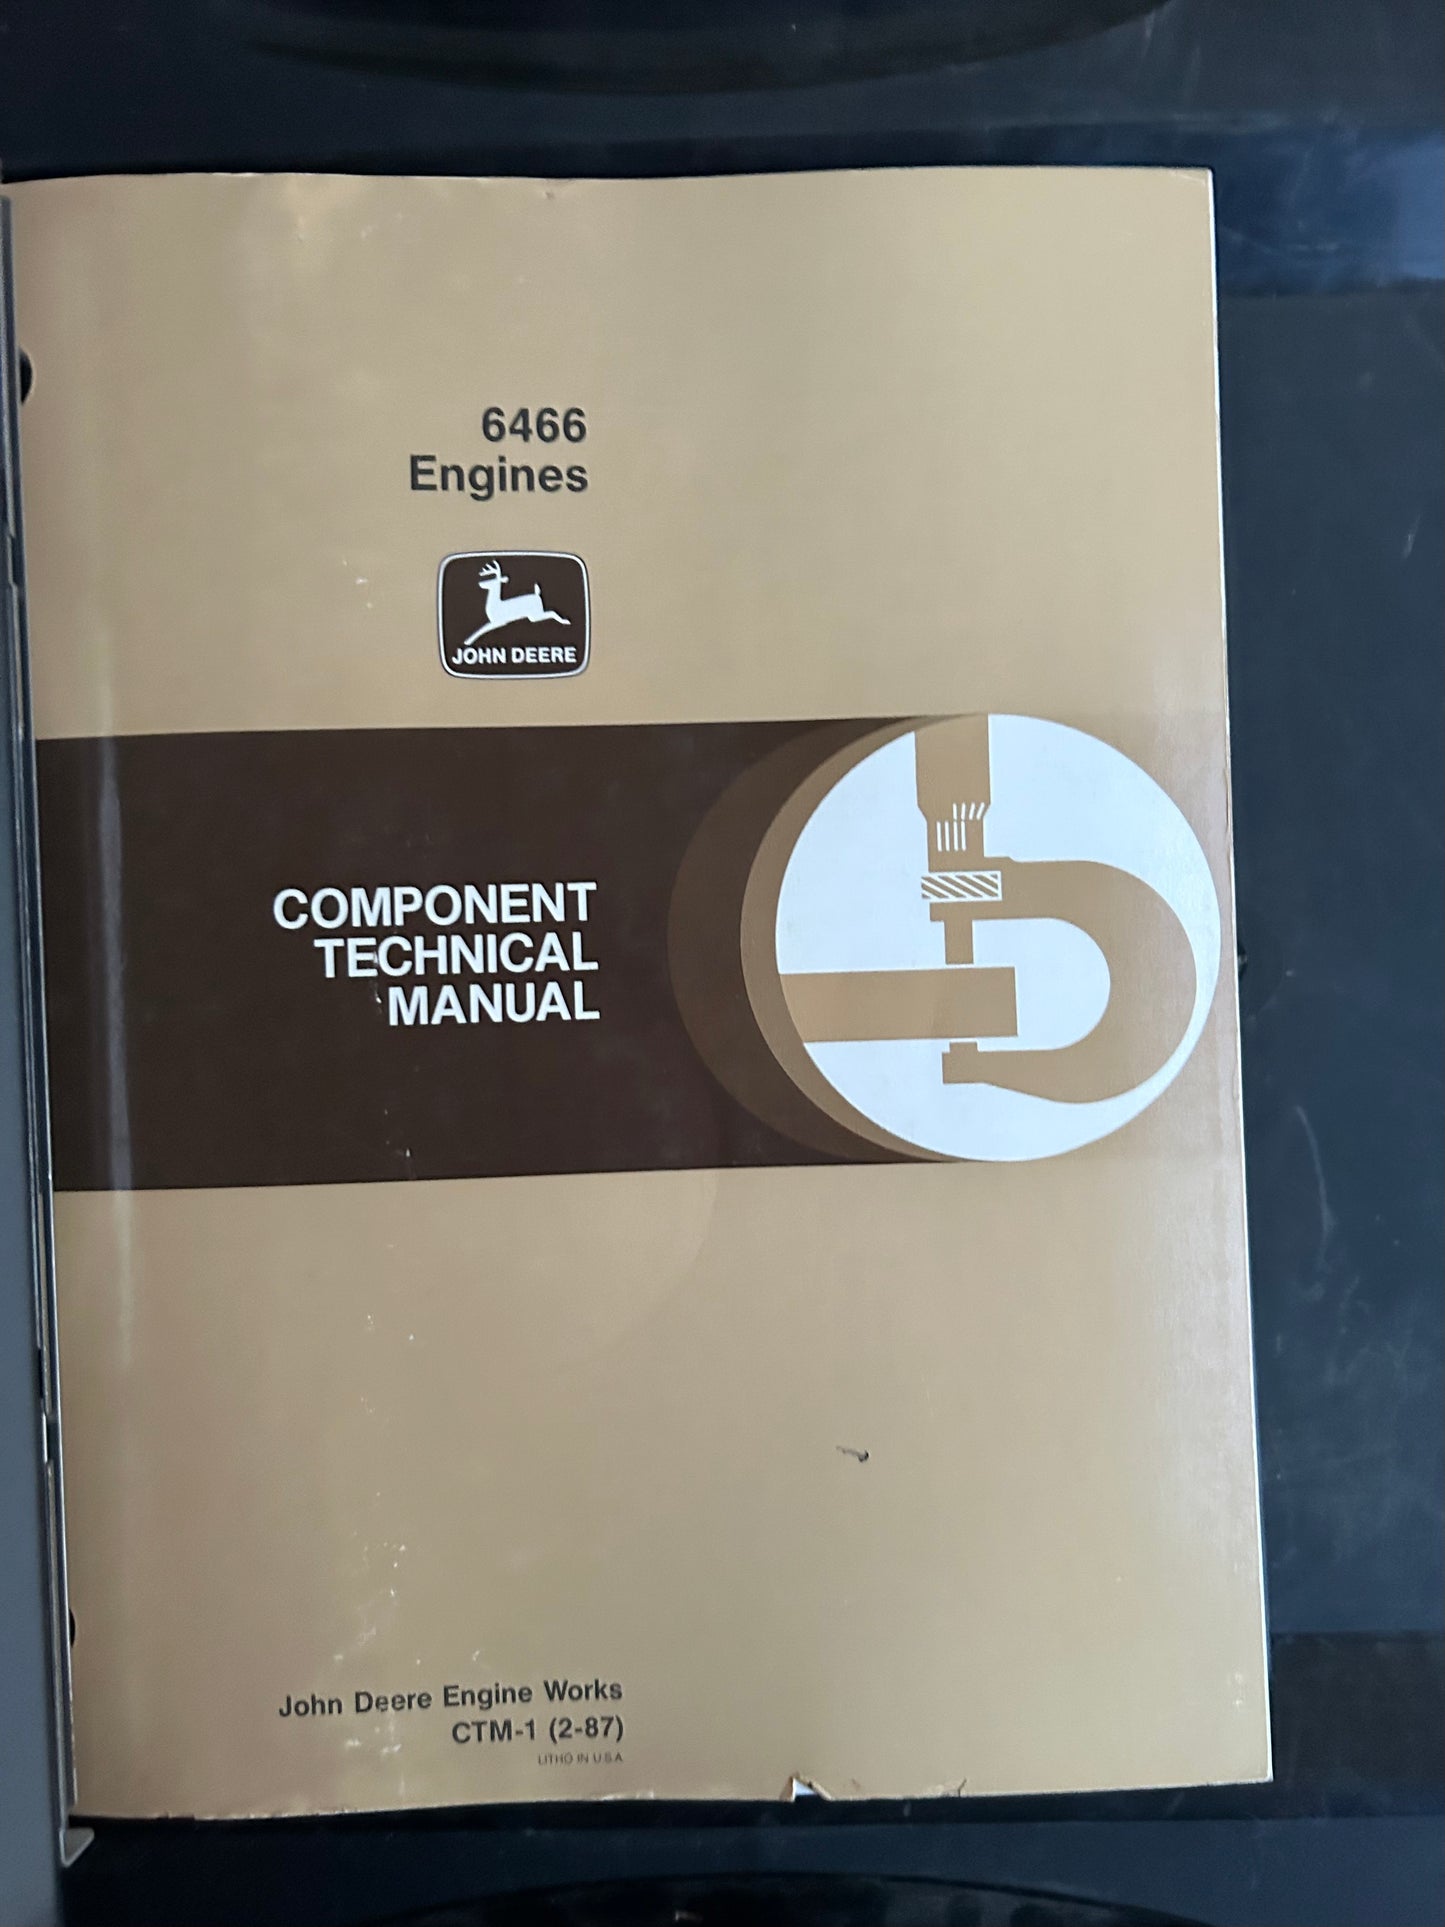 6466
Engines
JOHN DEERE
COMPONENT
TECHNICAL
MANUAL
John Deere Engine Works
CTM-1 (2-87)
LITHO IN U.S.A